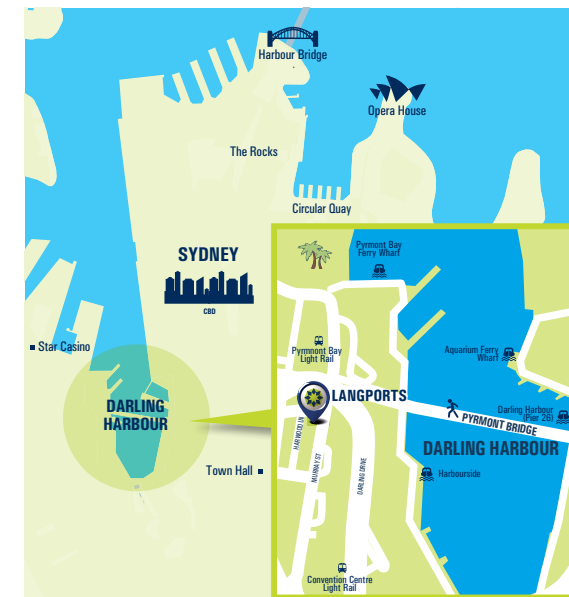 Harbour Bridge
Opera House
The Rocks
Circular Quay
SYDNEY
CBD
Star Casino
DARLING
HARBOUR
Town Hall
Pyrmont Bay
Ferry Wharf
Pyrmnont Bay
Light Rail
Aquarium Ferry
Wharf
LANGPORTS
Darling Harbour
(Pier 26)
PYRMONT BRIDGE
DARLING HARBOUR
HARWOOD LN
MURRAY ST
DARLING DRIVE
Harbourside
Convention Centre
Light Rail